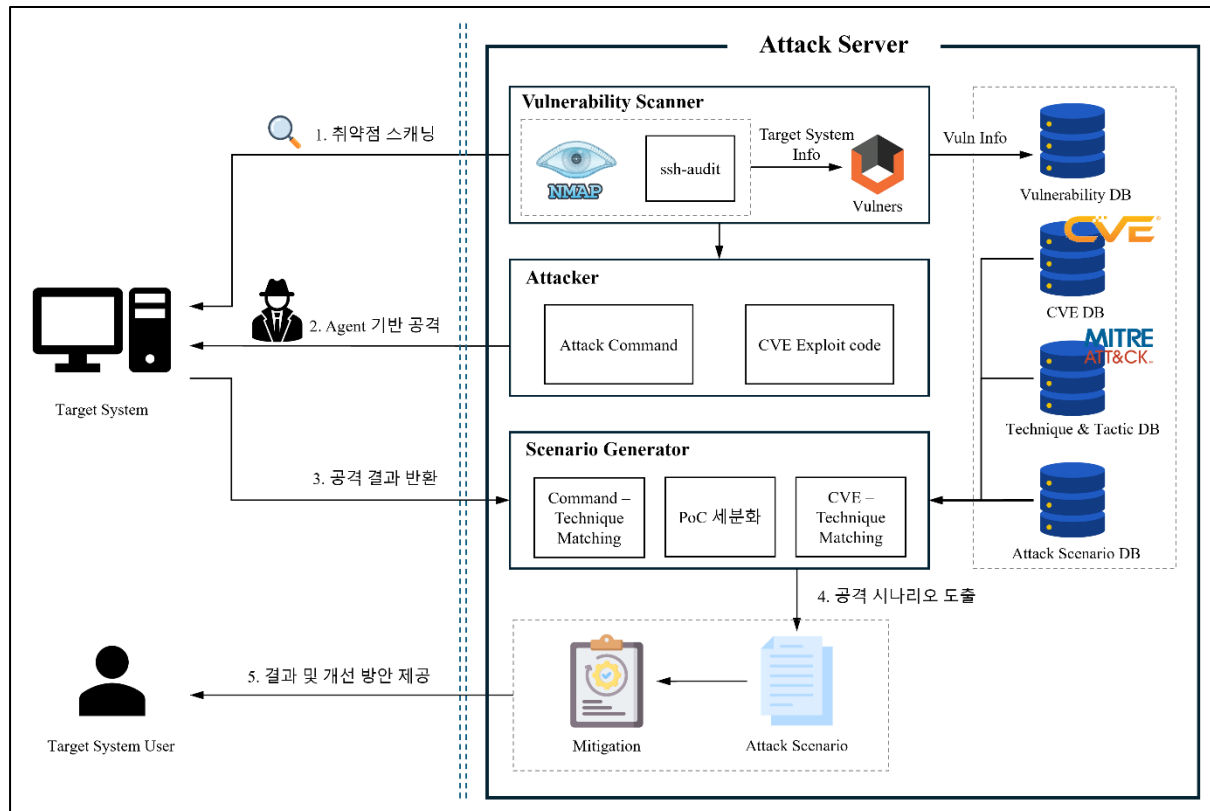 Attack Server
Vulnerability Scanner
1. 취약점 스캐닝
NMAP
ssh-audit
Target System
Info
Vulners
Vuln Info
Vulnerability DB
CVE
CVE DB
Attacker
2. Agent 기반 공격
Attack Command
CVE Exploit code
MITRE
ATT&CK
Technique & Tactic DB
Target System
Scenario Generator
3. 공격 결과 반환
Command –
Technique
Matching
PoC 세분화
CVE –
Technique
Matching
Attack Scenario DB
4. 공격 시나리오 도출
5. 결과 및 개선 방안 제공
Mitigation
Attack Scenario
Target System User